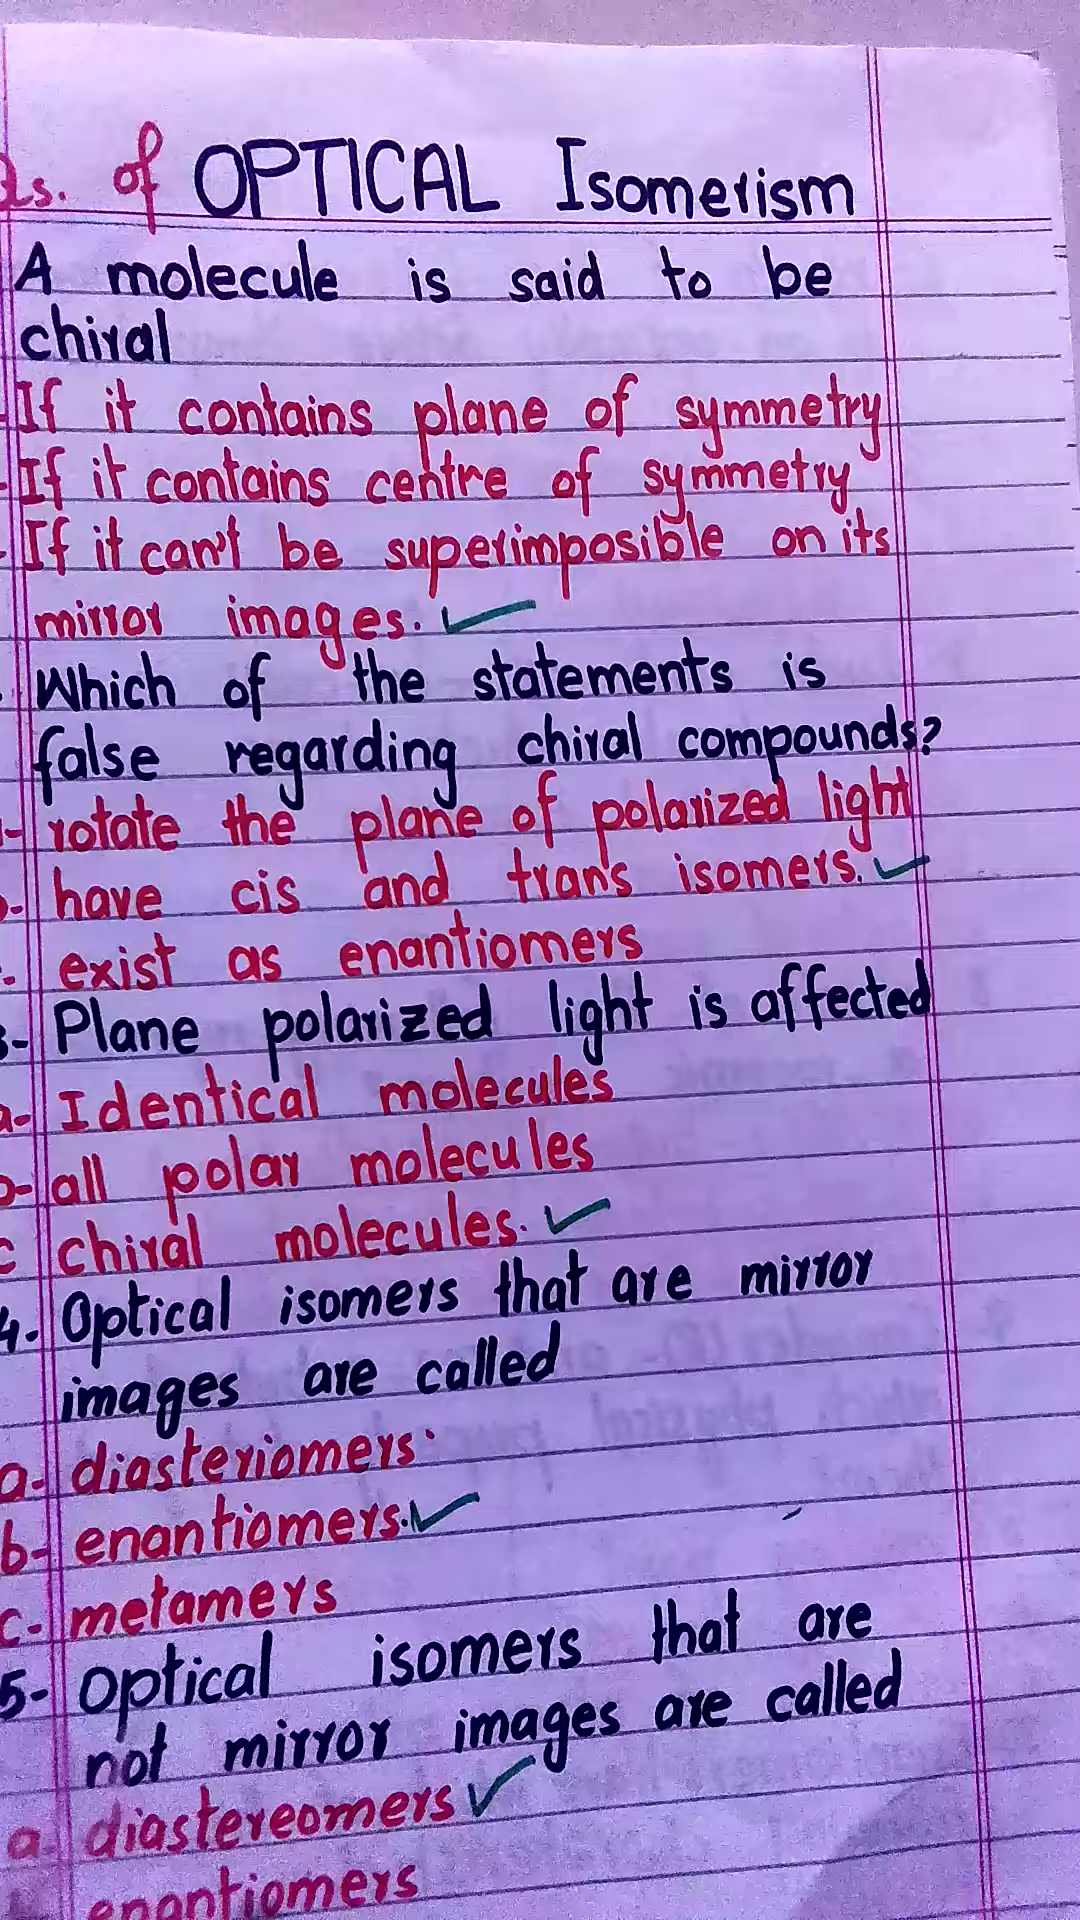 Qs. of OPTICAL Isomerism
A molecule is said to be
chiral
If it contains plane of symmetry
If it contains centre of symmetry
If it can't be superimposible on its
mirror images. ✓
Which of the statements is
false regarding chiral compounds?
rotate the plane of polarized light
b- have cis and trans isomers. ✓
exist as enantiomers
3- Plane polarized light is affected
a- Identical molecules
b- all polar molecules
c chiral molecules. ✓
4. Optical isomers that are mirror
images are called
a- diasteriomers.
b- enantiomers. ✓
c- metamers
5- Optical isomers that are
not mirror images are called
a. diastereomers ✓
enantiomers